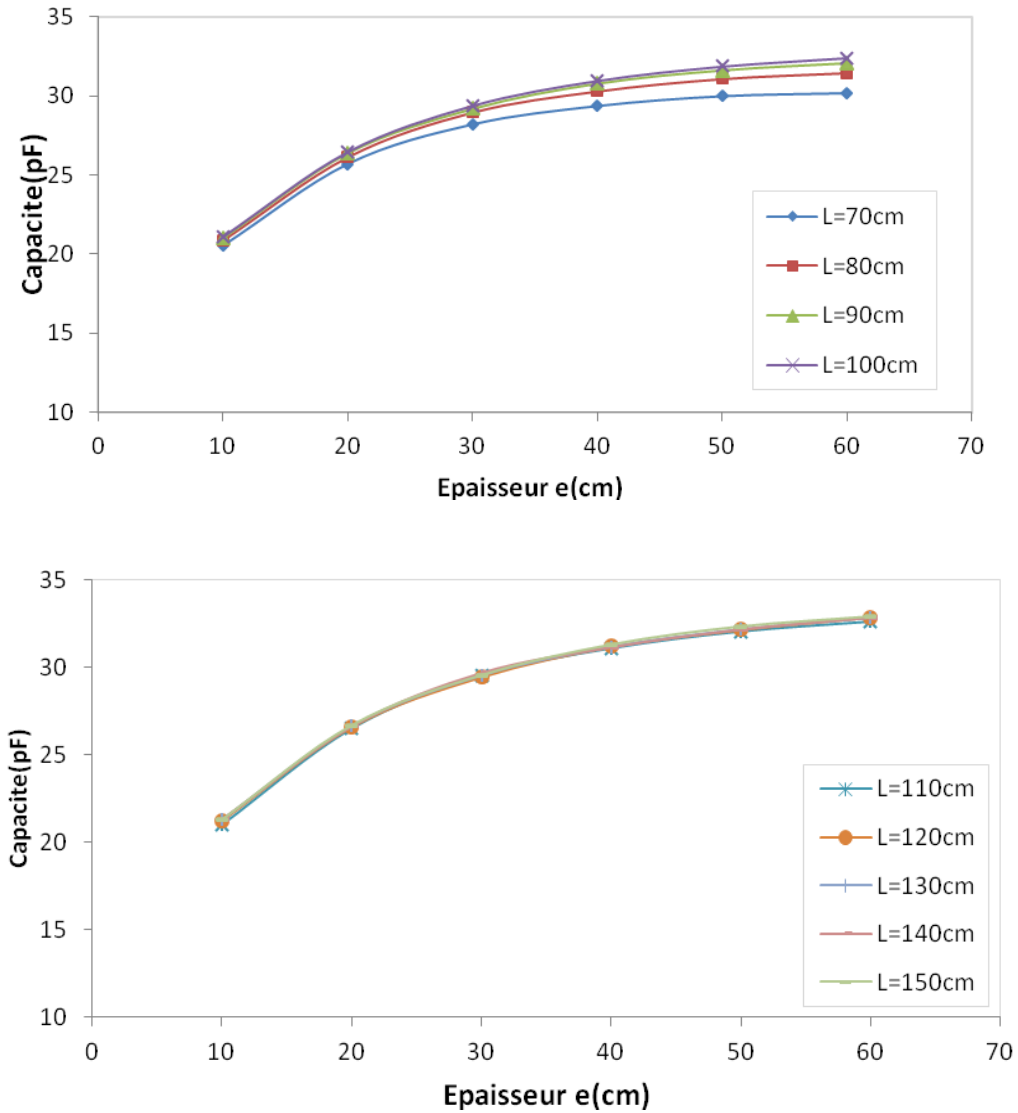 35
30
25
20
15
10
Capacite(pF)
L=70cm
L=80cm
L=90cm
L=100cm
0 10 20 30 40 50 60 70
Epaisseur e(cm)
35
30
25
20
15
10
Capacite(pF)
L=110cm
L=120cm
L=130cm
L=140cm
L=150cm
0 10 20 30 40 50 60 70
Epaisseur e(cm)